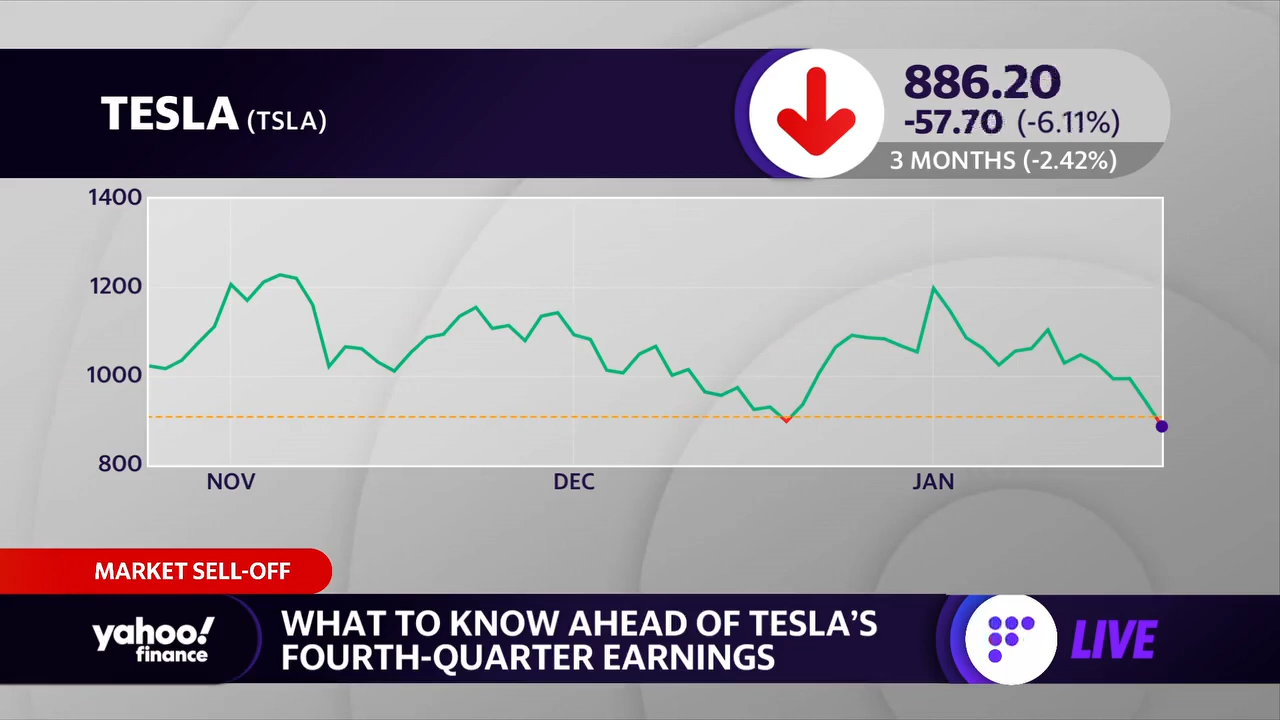 TESLA (TSLA)
886.20
-57.70 (-6.11%)
3 MONTHS (-2.42%)
1400
1200
1000
800
NOV DEC JAN
MARKET SELL-OFF
yahoo!
finance
WHAT TO KNOW AHEAD OF TESLA'S
FOURTH-QUARTER EARNINGS
LIVE